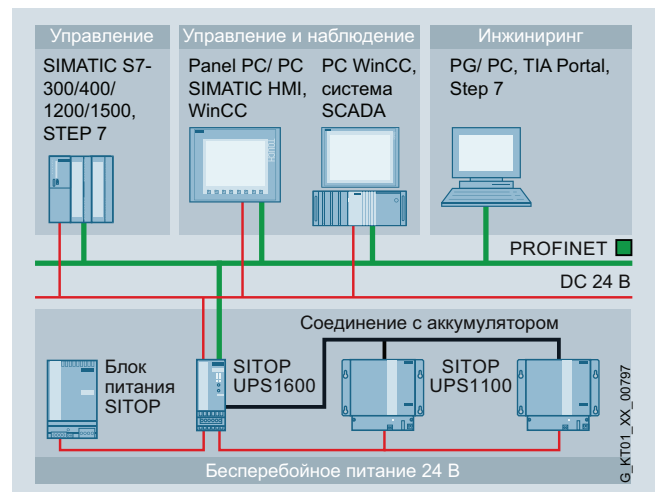 Управление
SIMATIC S7-
300/400/
1200/1500,
STEP 7
Управление и наблюдение
Panel PC/ PC
SIMATIC HMI,
WinCC
PC WinCC,
система
SCADA
Инжиниринг
PG/ PC, TIA Portal,
Step 7
PROFINET
DC 24 В
Соединение с аккумулятором
Блок
питания
SITOP
SITOP
UPS1600
SITOP
UPS1100
Бесперебойное питание 24 В
G_KT01_XX_00797